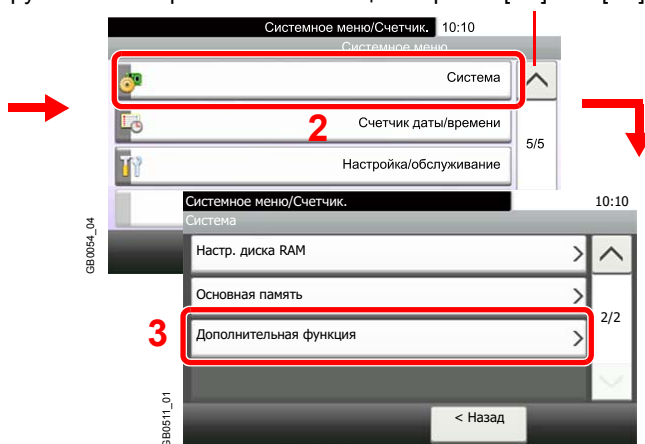 Системное меню/Счетчик. 10:10
Системное меню
Система
2
Счетчик даты/времени
5/5
Настройка/обслуживание
GB0054_04
Системное меню/Счетчик. 10:10
Система
Настр. диска RAM
Основная память
2/2
3
Дополнительная функция
GB0511_01
< Назад